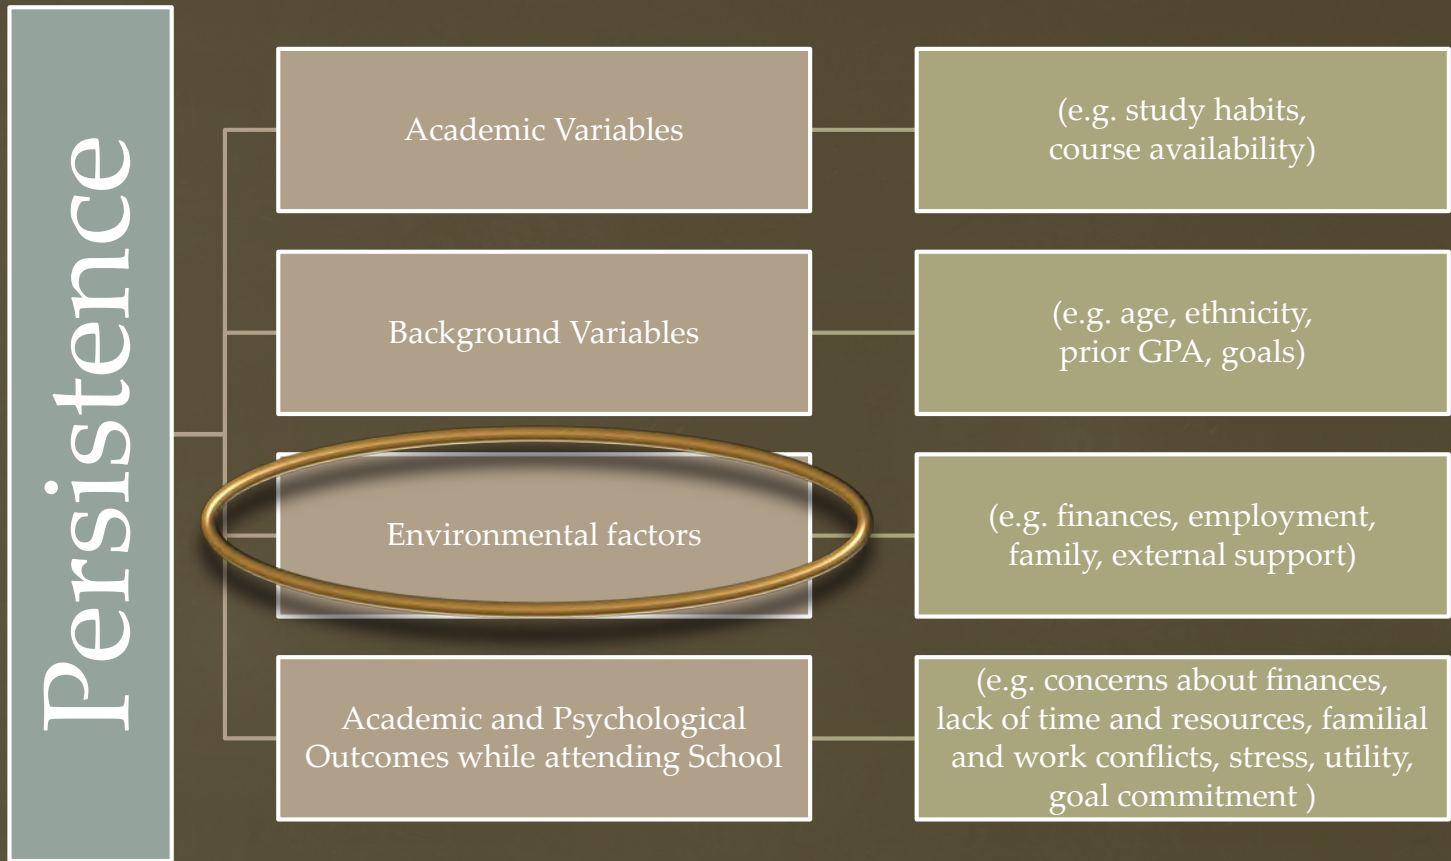 Persistence
Academic Variables
(e.g. study habits,
course availability)
Background Variables
(e.g. age, ethnicity,
prior GPA, goals)
Environmental factors
(e.g. finances, employment,
family, external support)
Academic and Psychological
Outcomes while attending School
(e.g. concerns about finances,
lack of time and resources, familial
and work conflicts, stress, utility,
goal commitment )